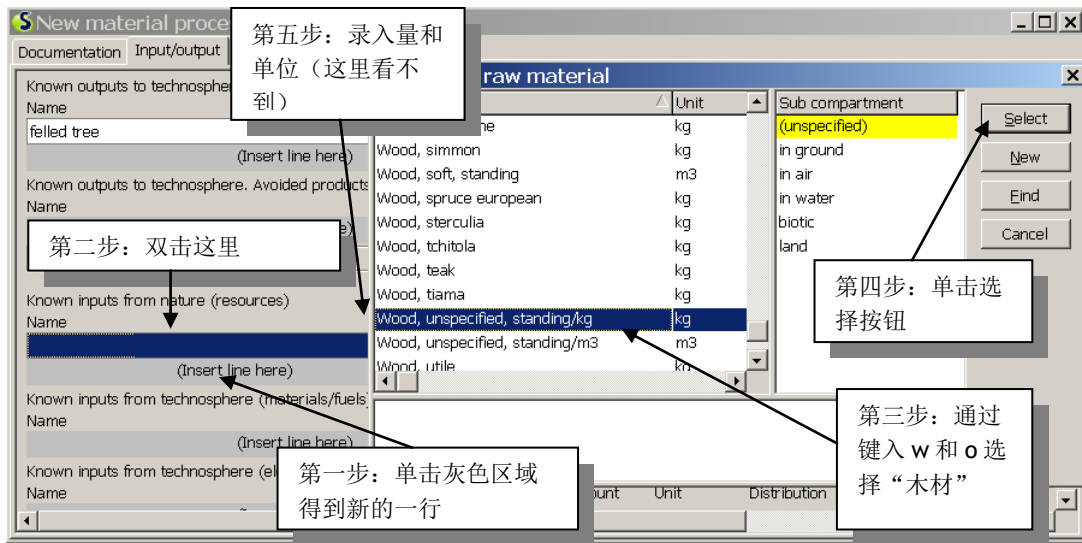 New material proce
Documentation
Input/output
第五步：录入量和
单位（这里看不
到）
Known outputs to technosphe
Name
felled tree
(Insert line here)
Known outputs to technosphere. Avoided products
Name
第二步：双击这里
Known inputs from nature (resources)
Name
(Insert line here)
Known inputs from technosphere (materials/fuels)
Name
(Insert line here)
Known inputs from technosphere (el
Name
第一步：单击灰色区域
得到新的一行
raw material
Unit
kg
Wood, simmon kg
Wood, soft, standing m3
Wood, spruce european kg
Wood, sterculia kg
Wood, tchitola kg
Wood, teak kg
Wood, tiama kg
Wood, unspecified, standing/kg kg
Wood, unspecified, standing/m3 m3
Wood, utile kg
Sub compartment
(unspecified)
in ground
in air
in water
biotic
land
Select
New
Find
Cancel
第四步：单击选
择按钮
第三步：通过
键入 w 和 o 选
择“木材”
ount Unit Distribution